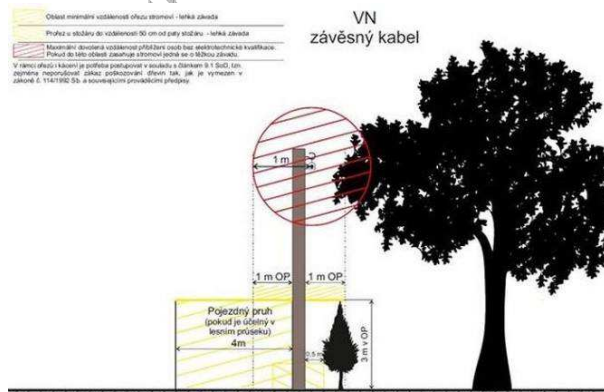 Oblast minimální vzdálenosti ořezu stromoví - lehká závada
Prořez u stožáru do vzdálenosti 50 cm od paty stožáru - lehká závada
Maximální dovolená vzdálenost přiblížení osob bez elektrotechnické kvalifikace.
Pokud do této oblasti zasahuje stromoví jedná se o těžkou závadu.
V rámci ořezů i kácení je potřeba postupovat v souladu s článkem 9.1 SoD, tzn.
zejména neporušovat zákaz poškozování dřevin tak, jak je vymezen v
zákoně č. 114/1992 Sb. a souvisejícími prováděcími předpisy.
VN
závěsný kabel
1 m
1 m OP
1 m OP
Pojezdný pruh
(pokud je účelný v
lesním průseku)
4m
0,5 m
3 m v OP